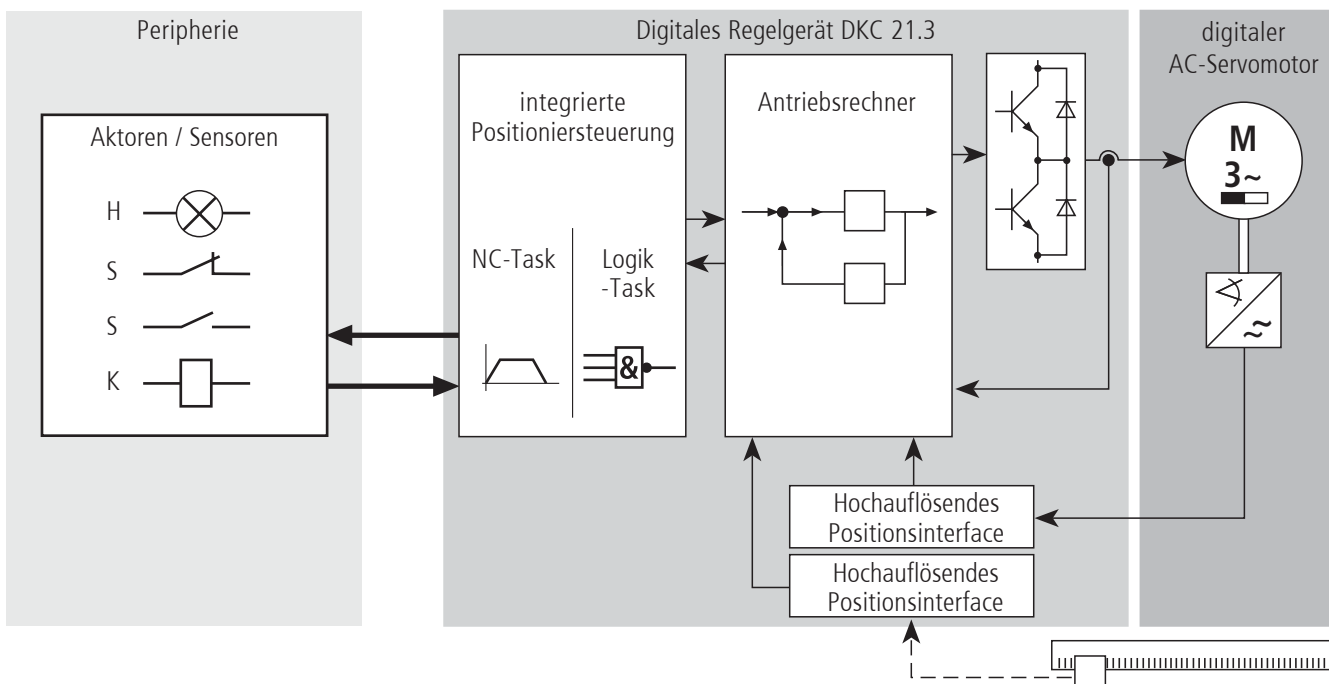 Peripherie
Aktoren / Sensoren
H
S
S
K
Digitales Regelgerät DKC 21.3
integrierte
Positioniersteuerung
NC-Task
Logik
-Task
&
Antriebsrechner
Hochauflösendes
Positionsinterface
Hochauflösendes
Positionsinterface
digitaler
AC-Servomotor
M
3~